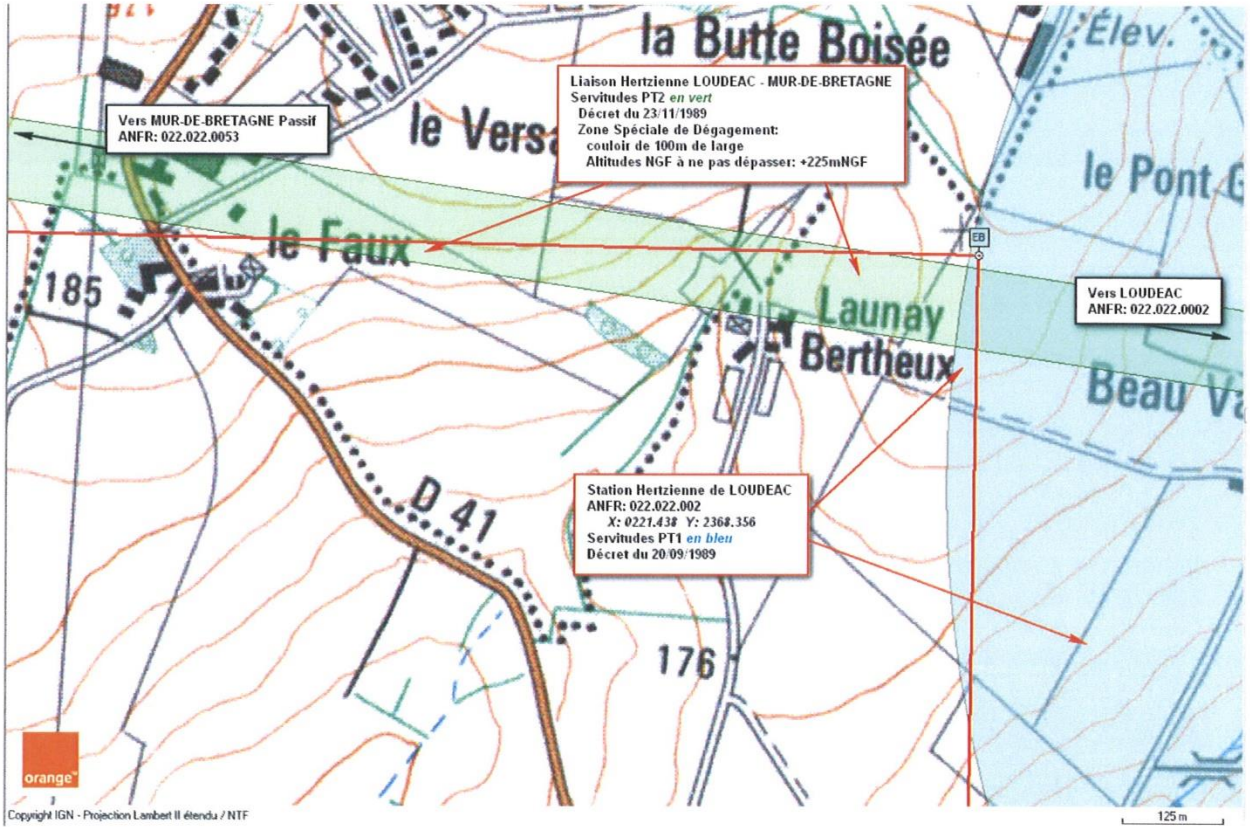 la Butte Boisée
Élev.
Liaison Hertzienne LOUDEAC - MUR-DE-BRETAGNE
Servitudes PT2 en vert
Décret du 23/11/1989
Zone Spéciale de Dégagement:
couloir de 100m de large
Altitudes NGF à ne pas dépasser: +225mNGF
Vers MUR-DE-BRETAGNE Passif
ANFR: 022.022.0053
le Versa
le Pont G
EB
le Faux
185
Vers LOUDEAC
ANFR: 022.022.0002
Launay
Bertheux
Beau Va
Station Hertzienne de LOUDEAC
ANFR: 022.022.002
X: 0221.438 Y: 2368.356
Servitudes PT1 en bleu
Décret du 20/09/1989
D 41
176
orange™
Copyright IGN - Projection Lambert II étendu / NTF
125 m